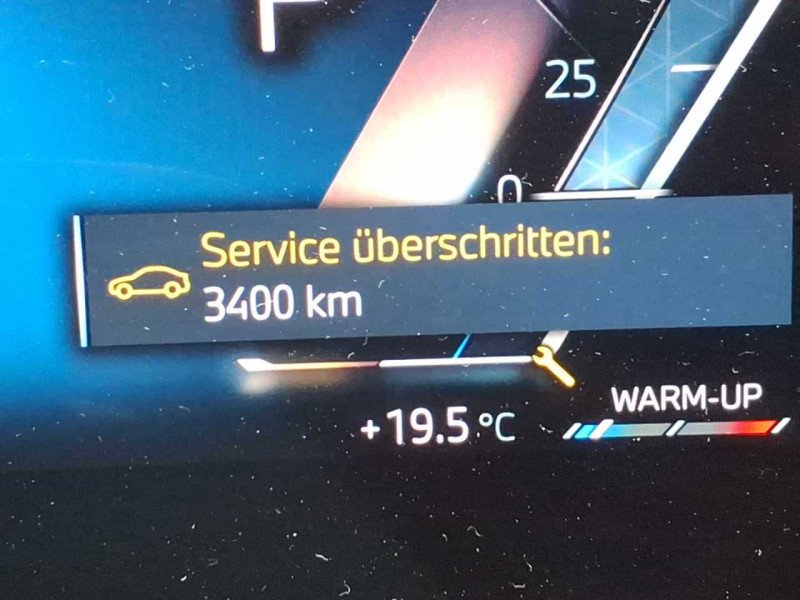 25
0
Service überschritten:
3400 km
+19.5 °C
WARM-UP